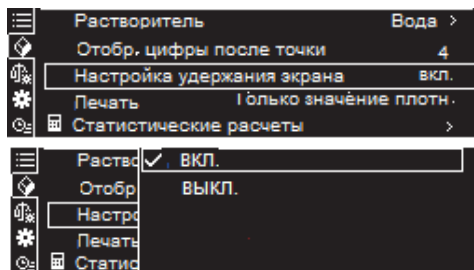 Растворитель Вода >
Отобр. цифры после точки 4
Настройка удержания экрана вкл.
Печать Только значение плотн.
Статистические расчеты >
Раство ✓ ВКЛ.
Отобр ВЫКЛ.
Настро
Печать
Статис